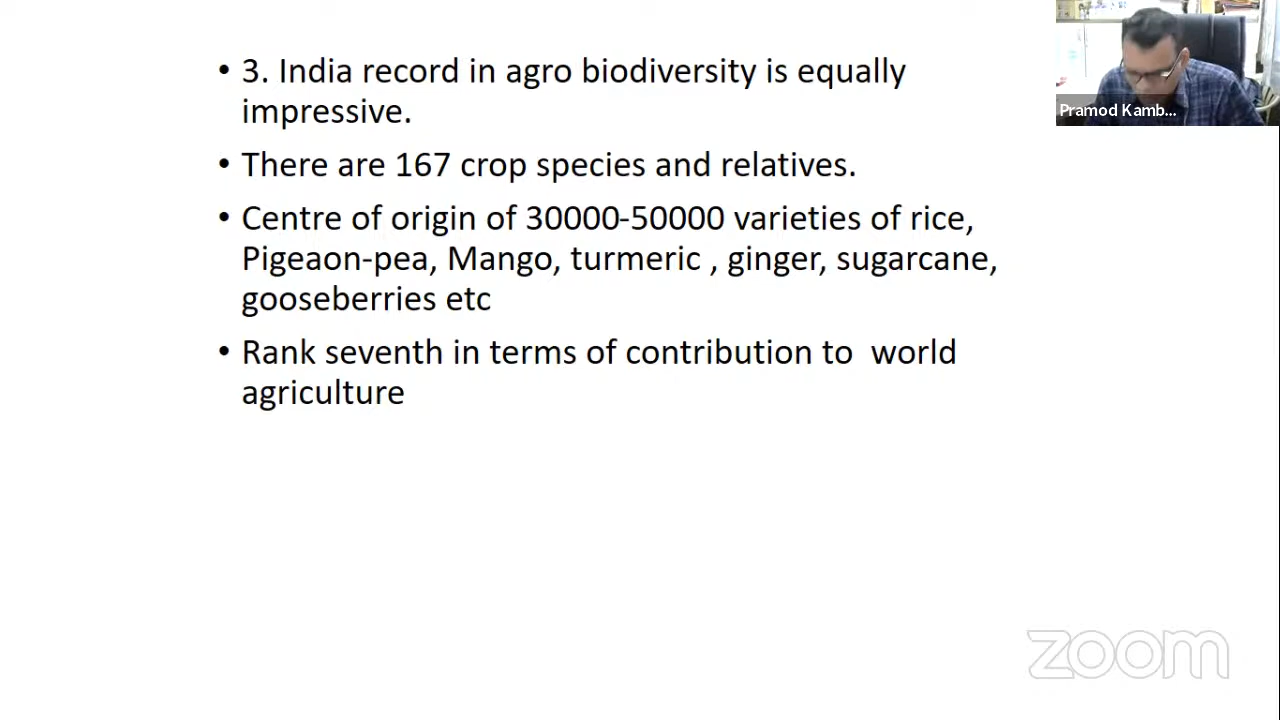 • 3. India record in agro biodiversity is equally
impressive.
• There are 167 crop species and relatives.
• Centre of origin of 30000-50000 varieties of rice,
Pigeaon-pea, Mango, turmeric , ginger, sugarcane,
gooseberries etc
• Rank seventh in terms of contribution to world
agriculture
Pramod Kamb...
zoom